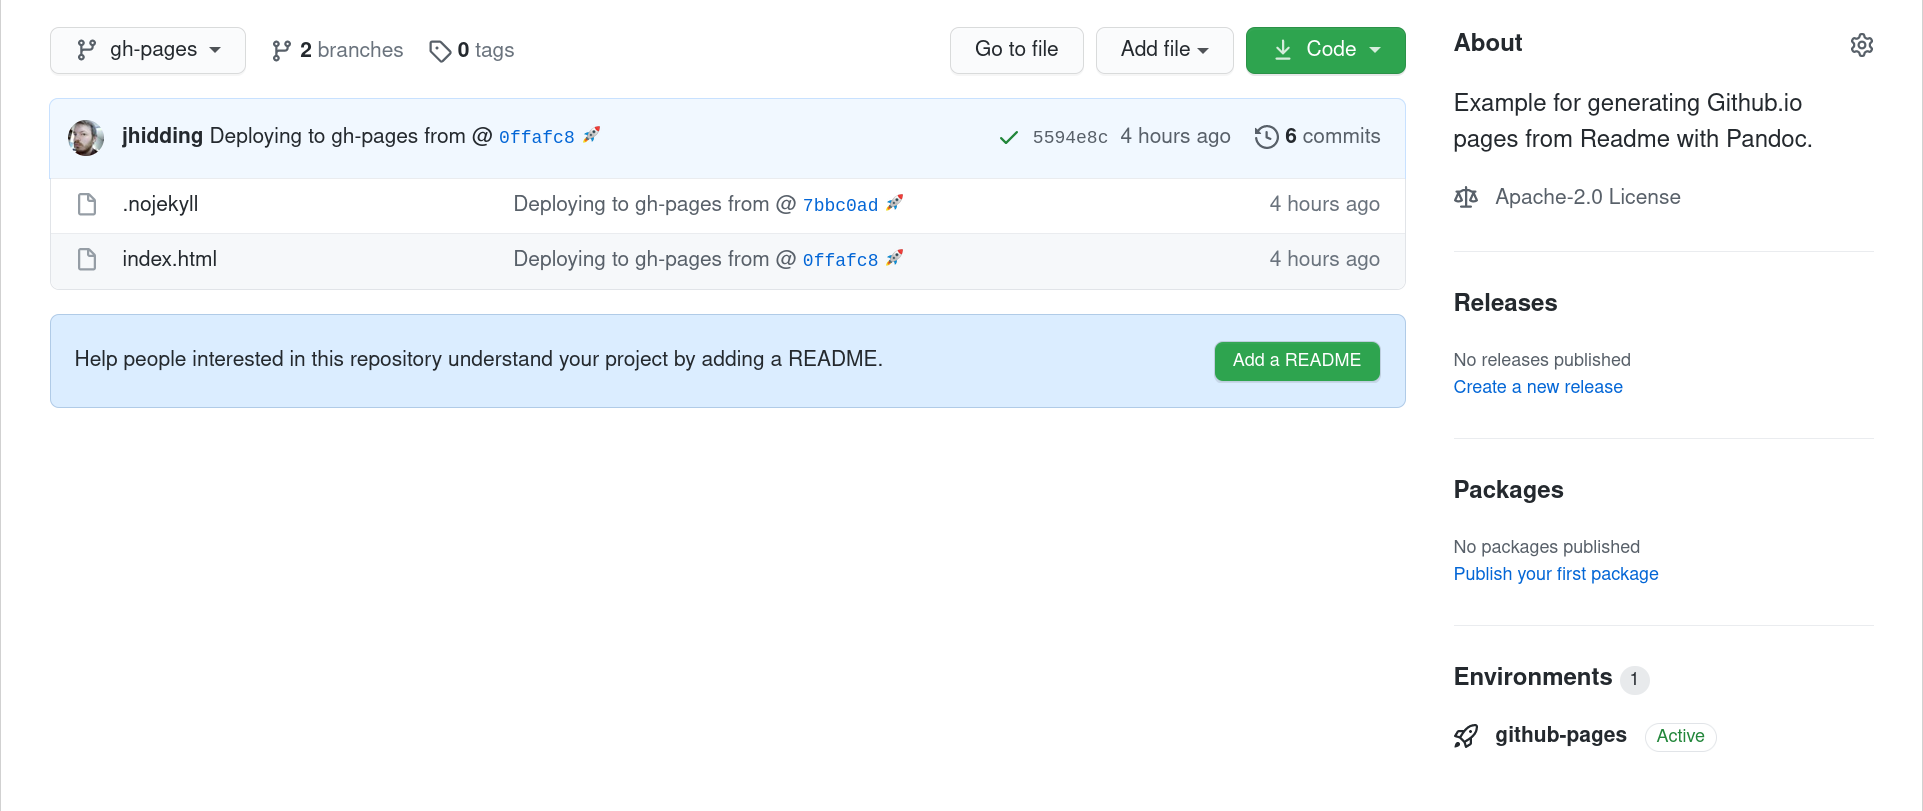 gh-pages 2 branches 0 tags Go to file Add file Code
jhidding Deploying to gh-pages from @ 0ffafc8 🚀 5594e8c 4 hours ago 6 commits
.nojekyll Deploying to gh-pages from @ 7bbc0ad 🚀 4 hours ago
index.html Deploying to gh-pages from @ 0ffafc8 🚀 4 hours ago
Help people interested in this repository understand your project by adding a README. Add a README
About
Example for generating Github.io
pages from Readme with Pandoc.
Apache-2.0 License
Releases
No releases published
Create a new release
Packages
No packages published
Publish your first package
Environments 1
github-pages Active